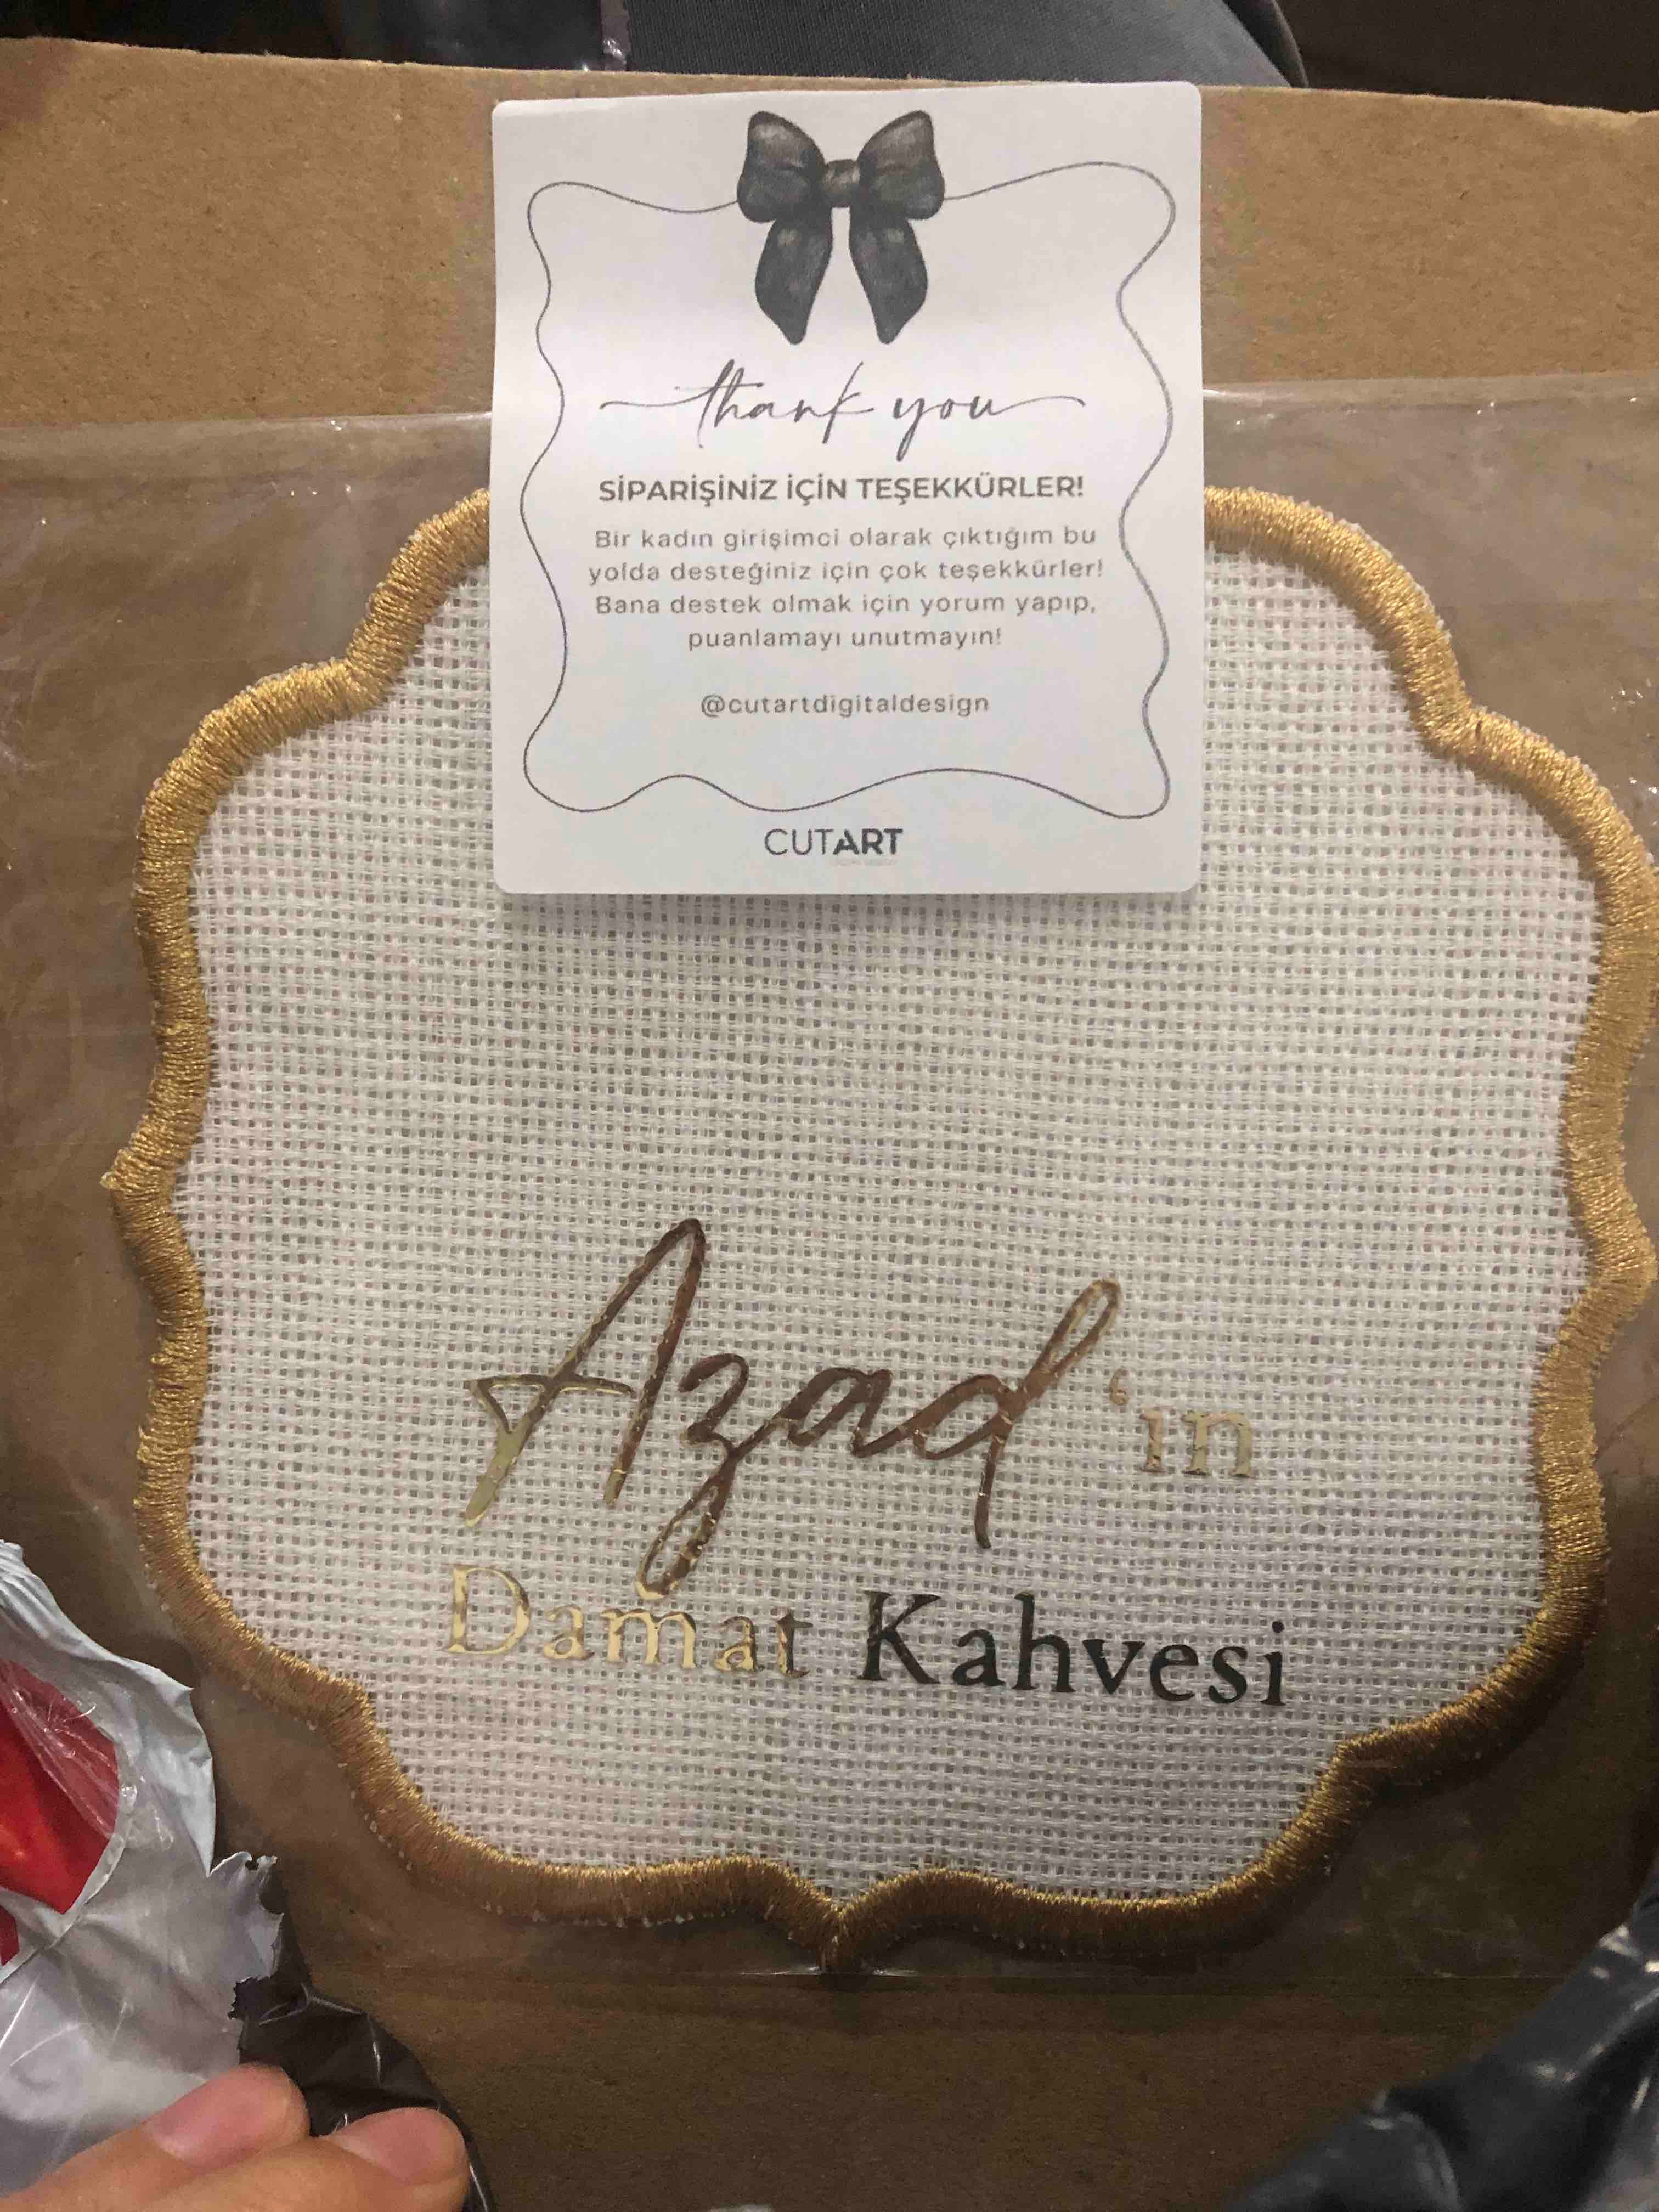 thank you
SİPARİŞİNİZ İÇİN TEŞEKKÜRLER!
Bir kadın girişimci olarak çıktığım bu
yolda desteğiniz için çok teşekkürler!
Bana destek olmak için yorum yapıp,
puanlamayı unutmayın!
@cutartdigitaldesign
CUTART
Azad 'ın
Damat Kahvesi